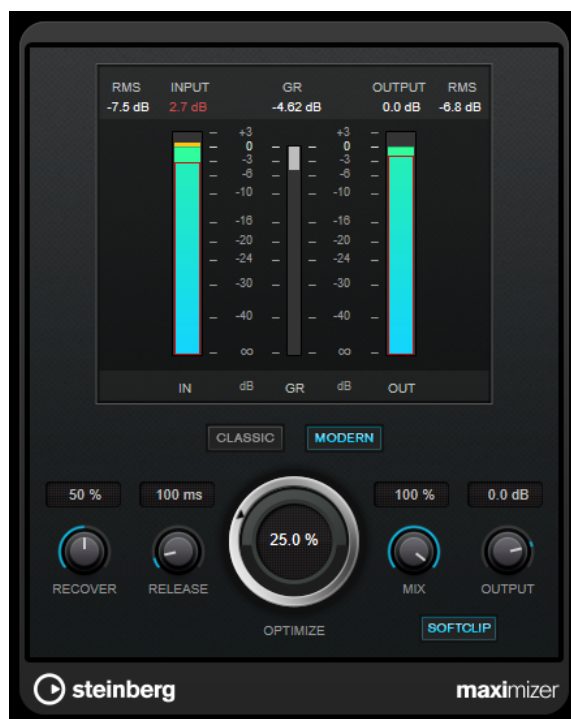 RMS INPUT GR OUTPUT RMS
-7.5 dB 2.7 dB -4.62 dB 0.0 dB -6.8 dB
+3 +3
0 0
-3 -3
-6 -6
-10 -10
-16 -16
-20 -20
-24 -24
-30 -30
-40 -40
∞ ∞
IN dB GR dB OUT
CLASSIC MODERN
50 % 100 ms 25.0 % 100 % 0.0 dB
RECOVER RELEASE MIX OUTPUT
OPTIMIZE SOFTCLIP
steinberg maximizer